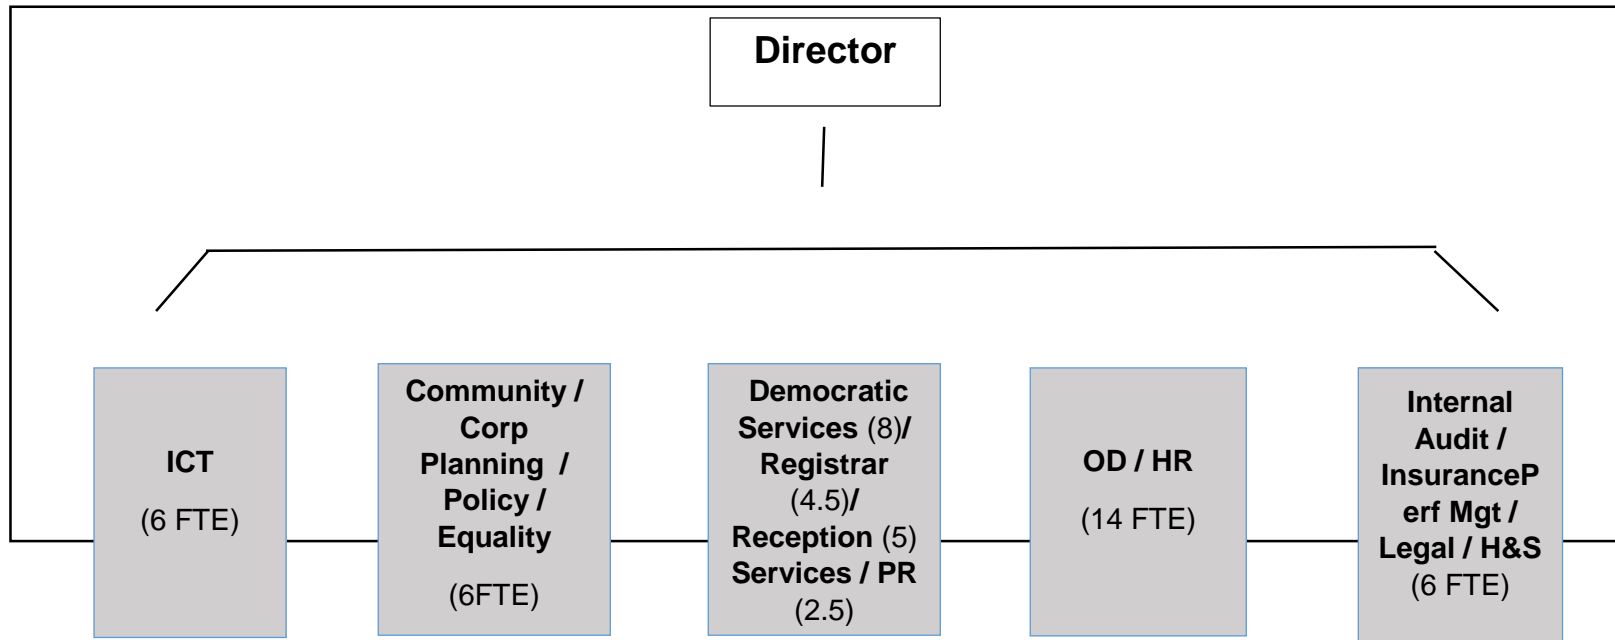 Director
ICT
(6 FTE)
Community /
Corp
Planning  /
Policy /
Equality
(6FTE)
Democratic
Services (8)/
Registrar
(4.5)/
Reception (5)
Services / PR
(2.5)
OD / HR
(14 FTE)
Internal
Audit /
InsuranceP
erf Mgt /
Legal / H&S
(6 FTE)